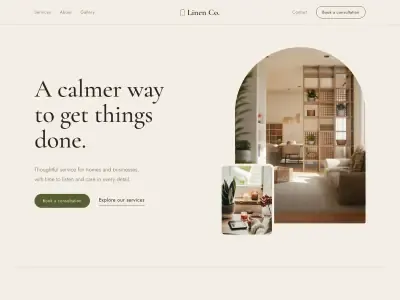 Services About Gallery Linen Co. Contact Book a consultation
A calmer way
to get things
done.
Thoughtful service for homes and businesses,
with time to listen and care in every detail.
Book a consultation Explore our services